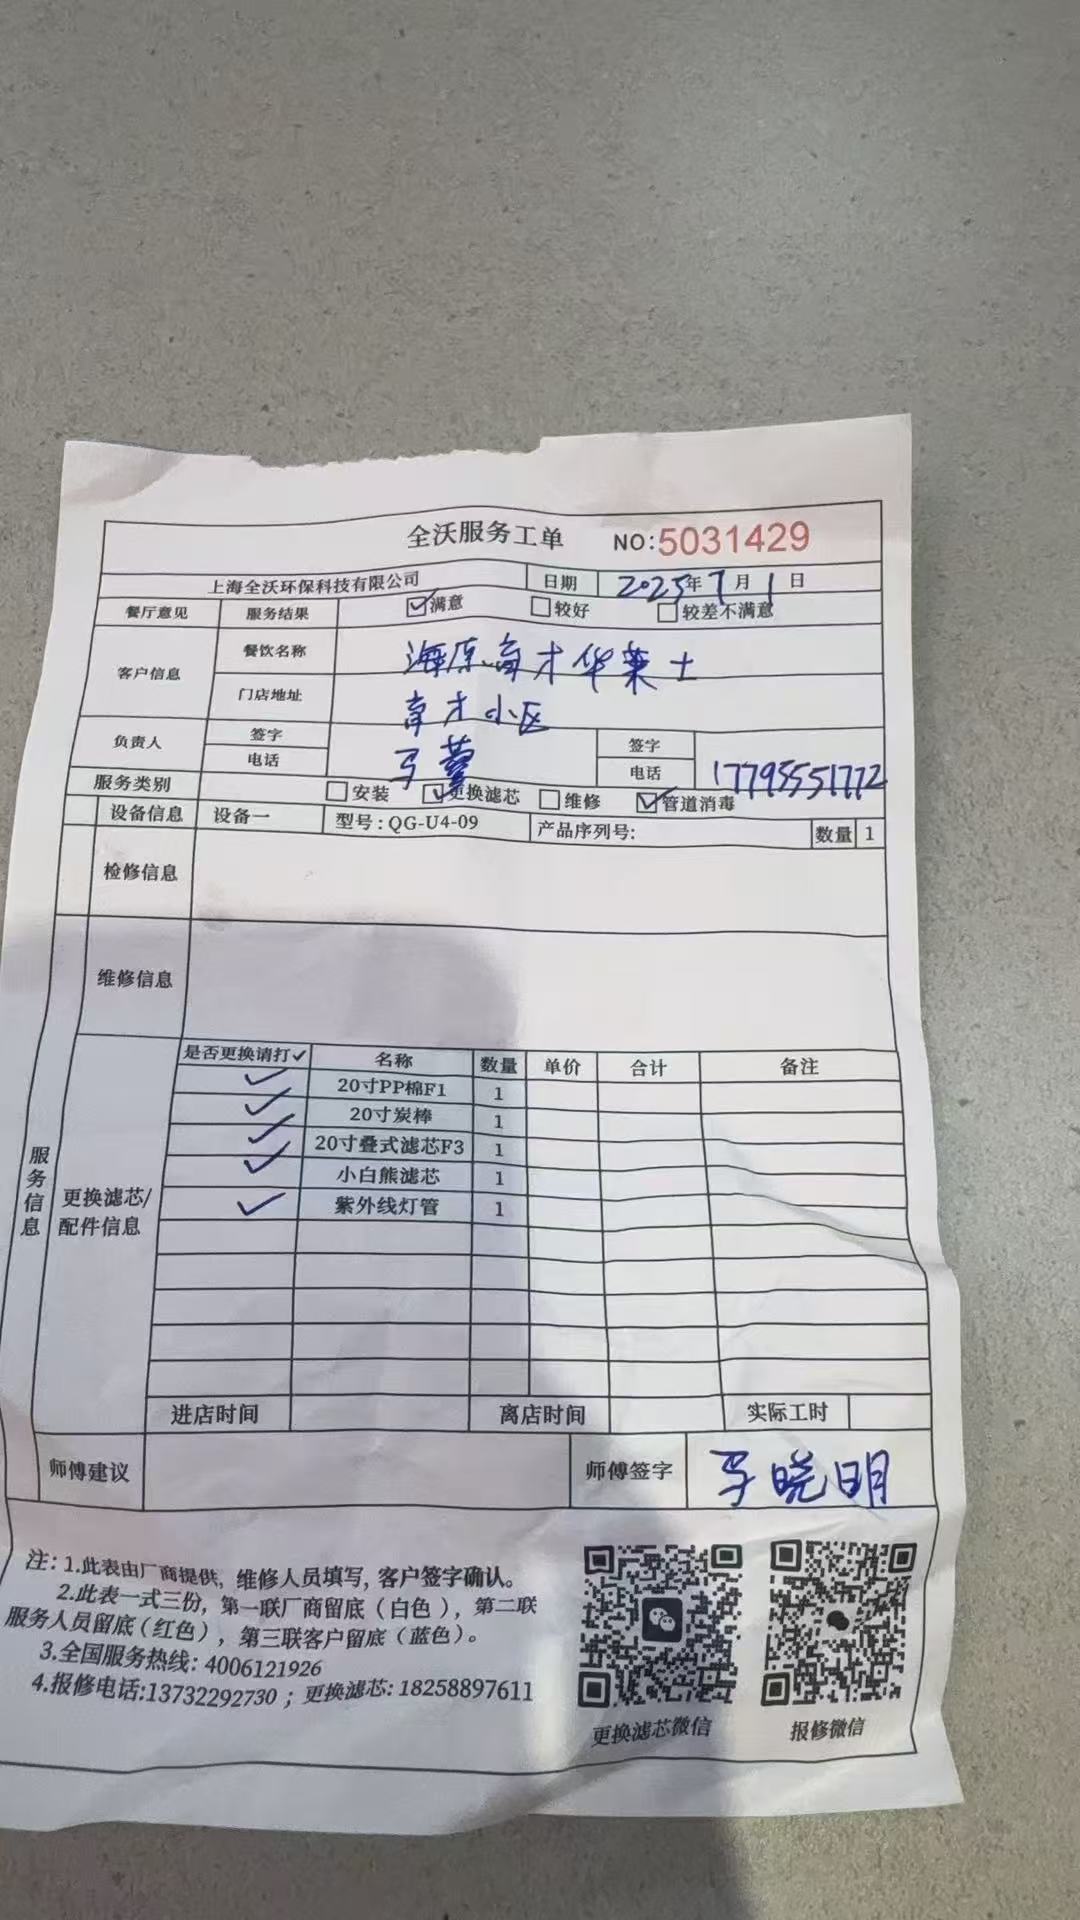 全沃服务工单 NO:5031429
上海全沃环保科技有限公司 日期 2025年7月1日
餐厅意见 服务结果 满意 较好 较差不满意
客户信息 餐饮名称 海原育才华莱士
门店地址 育才小区
负责人 签字 马 签字
电话 电话 17795551772
服务类别 安装 更换滤芯 维修 管道消毒
设备信息 设备一 型号:QG-U4-09 产品序列号: 数量 1
检修信息
维修信息
服务信息
更换滤芯/配件信息
是否更换请打✓ 名称 数量 单价 合计 备注
✓ 20寸PP棉F1 1
✓ 20寸炭棒 1
✓ 20寸叠式滤芯F3 1
✓ 小白熊滤芯 1
✓ 紫外线灯管 1
进店时间 离店时间 实际工时
师傅建议 师傅签字 晓明
注:1.此表由厂商提供,维修人员填写,客户签字确认。
2.此表一式三份,第一联厂商留底(白色),第二联
服务人员留底(红色),第三联客户留底(蓝色)。
3.全国服务热线:4006121926
4.报修电话:13732292730;更换滤芯:18258897611
更换滤芯微信 报修微信